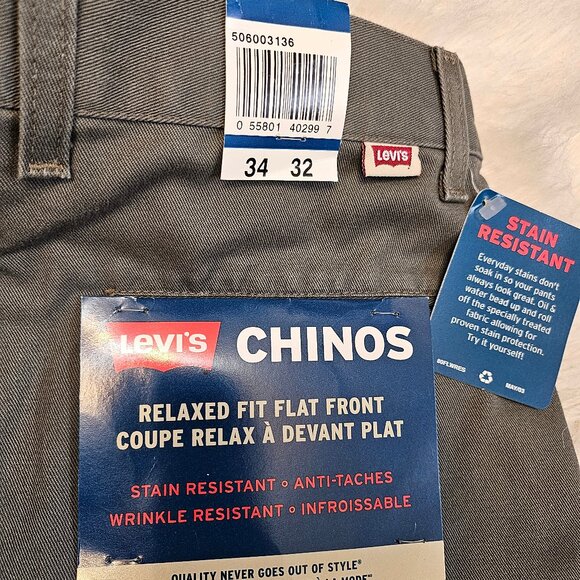 506003136
0 55801 40299 7
34 32
LEVI'S
STAIN
RESISTANT
Everyday stains don't
soak in so your pants
always look great. Oil &
water bead up and roll
off the specially treated
fabric allowing for
proven stain protection.
Try it yourself!
80FLWRES
MAY/03
LEVI'S CHINOS
RELAXED FIT FLAT FRONT
COUPE RELAX À DEVANT PLAT
STAIN RESISTANT ∘ ANTI-TACHES
WRINKLE RESISTANT ∘ INFROISSABLE
QUALITY NEVER GOES OUT OF STYLE®